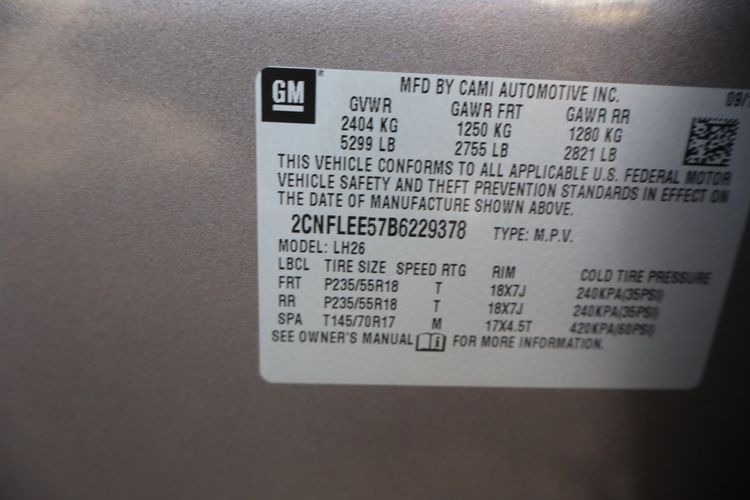 GM
MFD BY CAMI AUTOMOTIVE INC.
09/
GVWR GAWR FRT GAWR RR
2404 KG 1250 KG 1280 KG
5299 LB 2755 LB 2821 LB
THIS VEHICLE CONFORMS TO ALL APPLICABLE U.S. FEDERAL MOTOR
VEHICLE SAFETY AND THEFT PREVENTION STANDARDS IN EFFECT ON
THE DATE OF MANUFACTURE SHOWN ABOVE.
2CNFLEE57B6229378 TYPE: M.P.V.
MODEL: LH26
LBCL TIRE SIZE SPEED RTG RIM COLD TIRE PRESSURE
FRT P235/55R18 T 18X7J 240KPA(35PSI)
RR P235/55R18 T 18X7J 240KPA(35PSI)
SPA T145/70R17 M 17X4.5T 420KPA(60PSI)
SEE OWNER'S MANUAL FOR MORE INFORMATION.